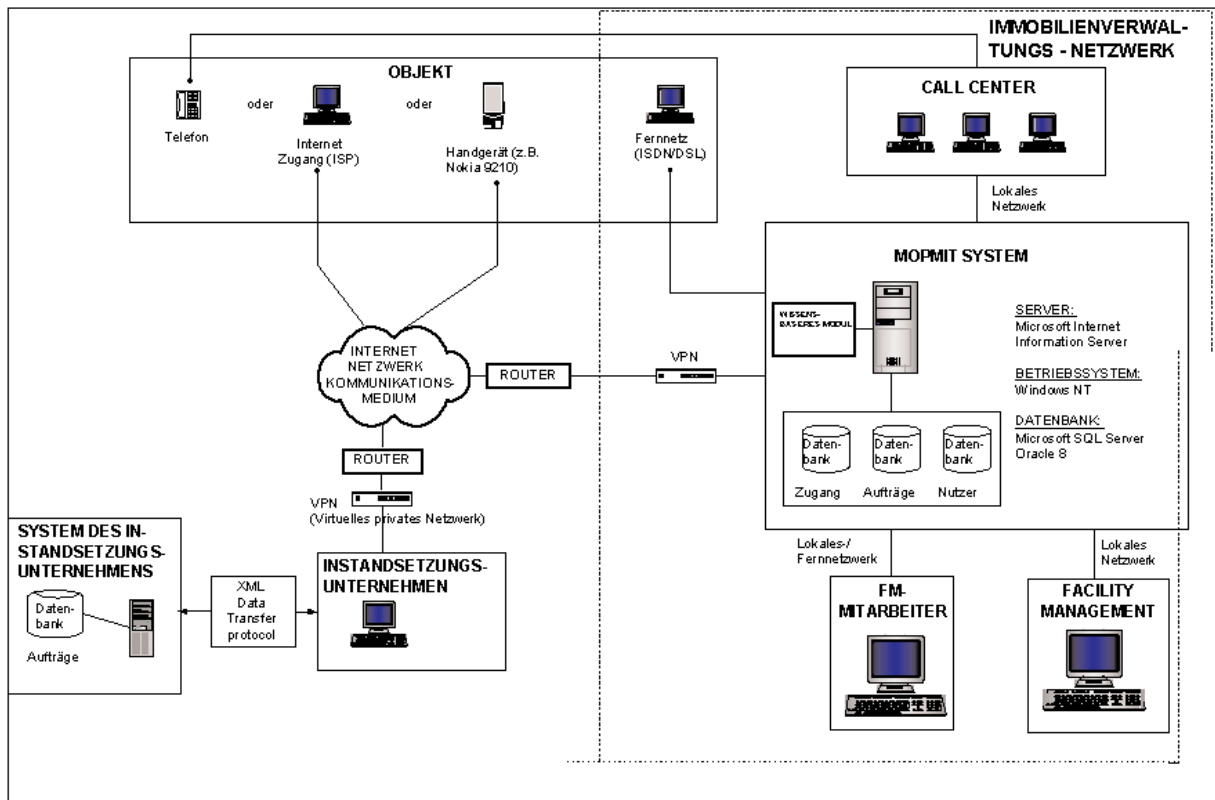 IMMOBILIENVERWAL-
TUNGS - NETZWERK
OBJEKT
CALL CENTER
oder
oder
Telefon
Internet
Zugang (ISP)
Handgerät (z.B.
Nokia 9210)
Fernnetz
(ISDN/DSL)
Lokales
Netzwerk
MOPMIT SYSTEM
WISSENS-
BASIERES MODUL
SERVER:
Microsoft Internet
Information Server
BETRIEBSSYSTEM:
Windows NT
DATENBANK:
Microsoft SQL Server
Oracle 8
INTERNET
NETZWERK
KOMMUNIKATIONS-
MEDIUM
ROUTER
VPN
Daten-
bank
Daten-
bank
Daten-
bank
Zugang
Aufträge
Nutzer
ROUTER
VPN
(Virtuelles privates Netzwerk)
SYSTEM DES IN-
STANDSETZUNGS-
UNTERNEHMENS
Daten-
bank
Aufträge
XML
Data
Transfer
protocol
INSTANDSETZUNGS-
UNTERNEHMEN
Lokales-/
Fernnetzwerk
Lokales
Netzwerk
FM-
MITARBEITER
FACILITY
MANAGEMENT